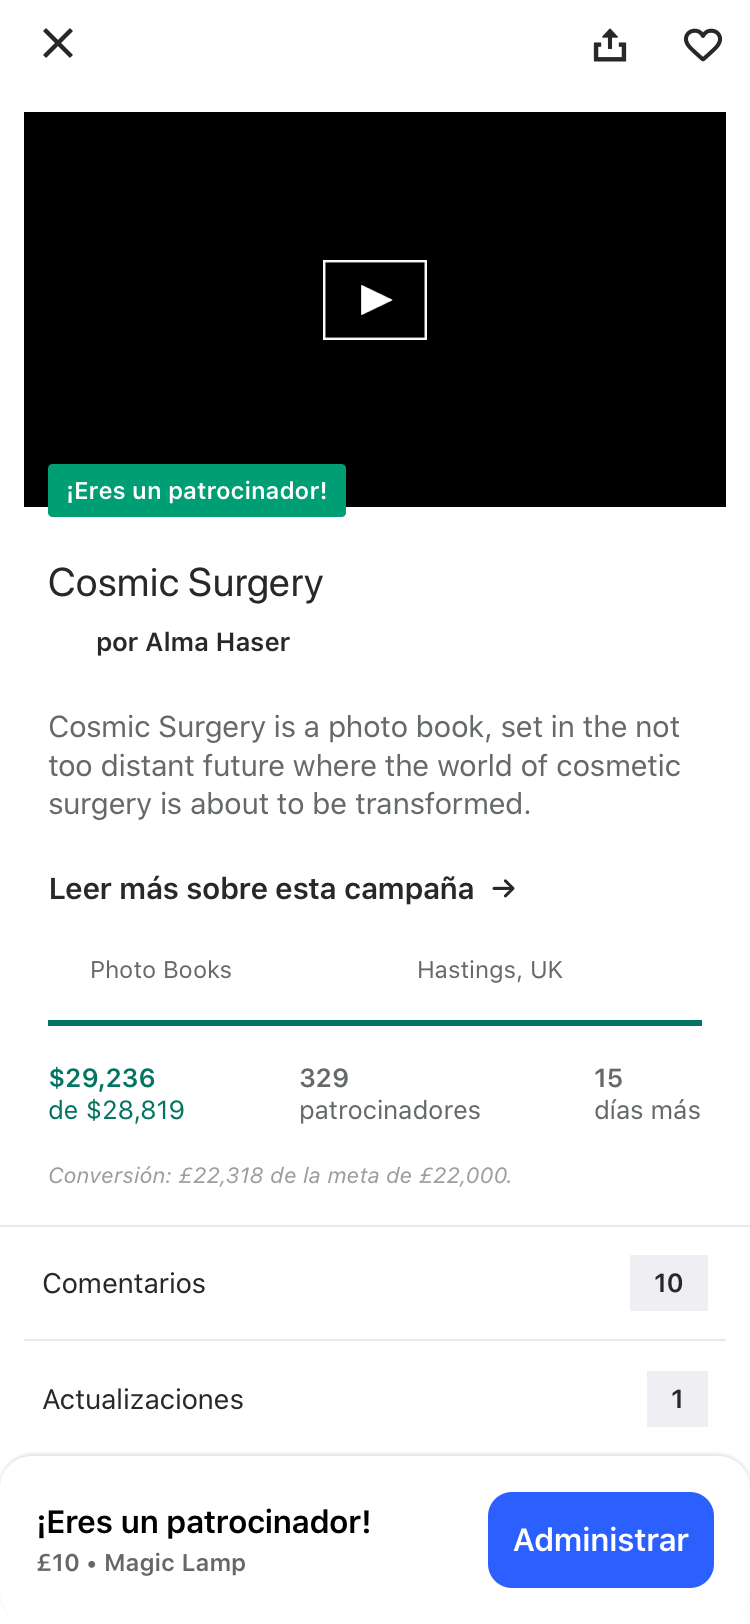 ¡Eres un patrocinador!
Cosmic Surgery
por Alma Haser
Cosmic Surgery is a photo book, set in the not
too distant future where the world of cosmetic
surgery is about to be transformed.
Leer más sobre esta campaña →
Photo Books
Hastings, UK
$29,236
de $28,819
329
patrocinadores
15
días más
Conversión: £22,318 de la meta de £22,000.
Comentarios
10
Actualizaciones
1
¡Eres un patrocinador!
£10 • Magic Lamp
Administrar